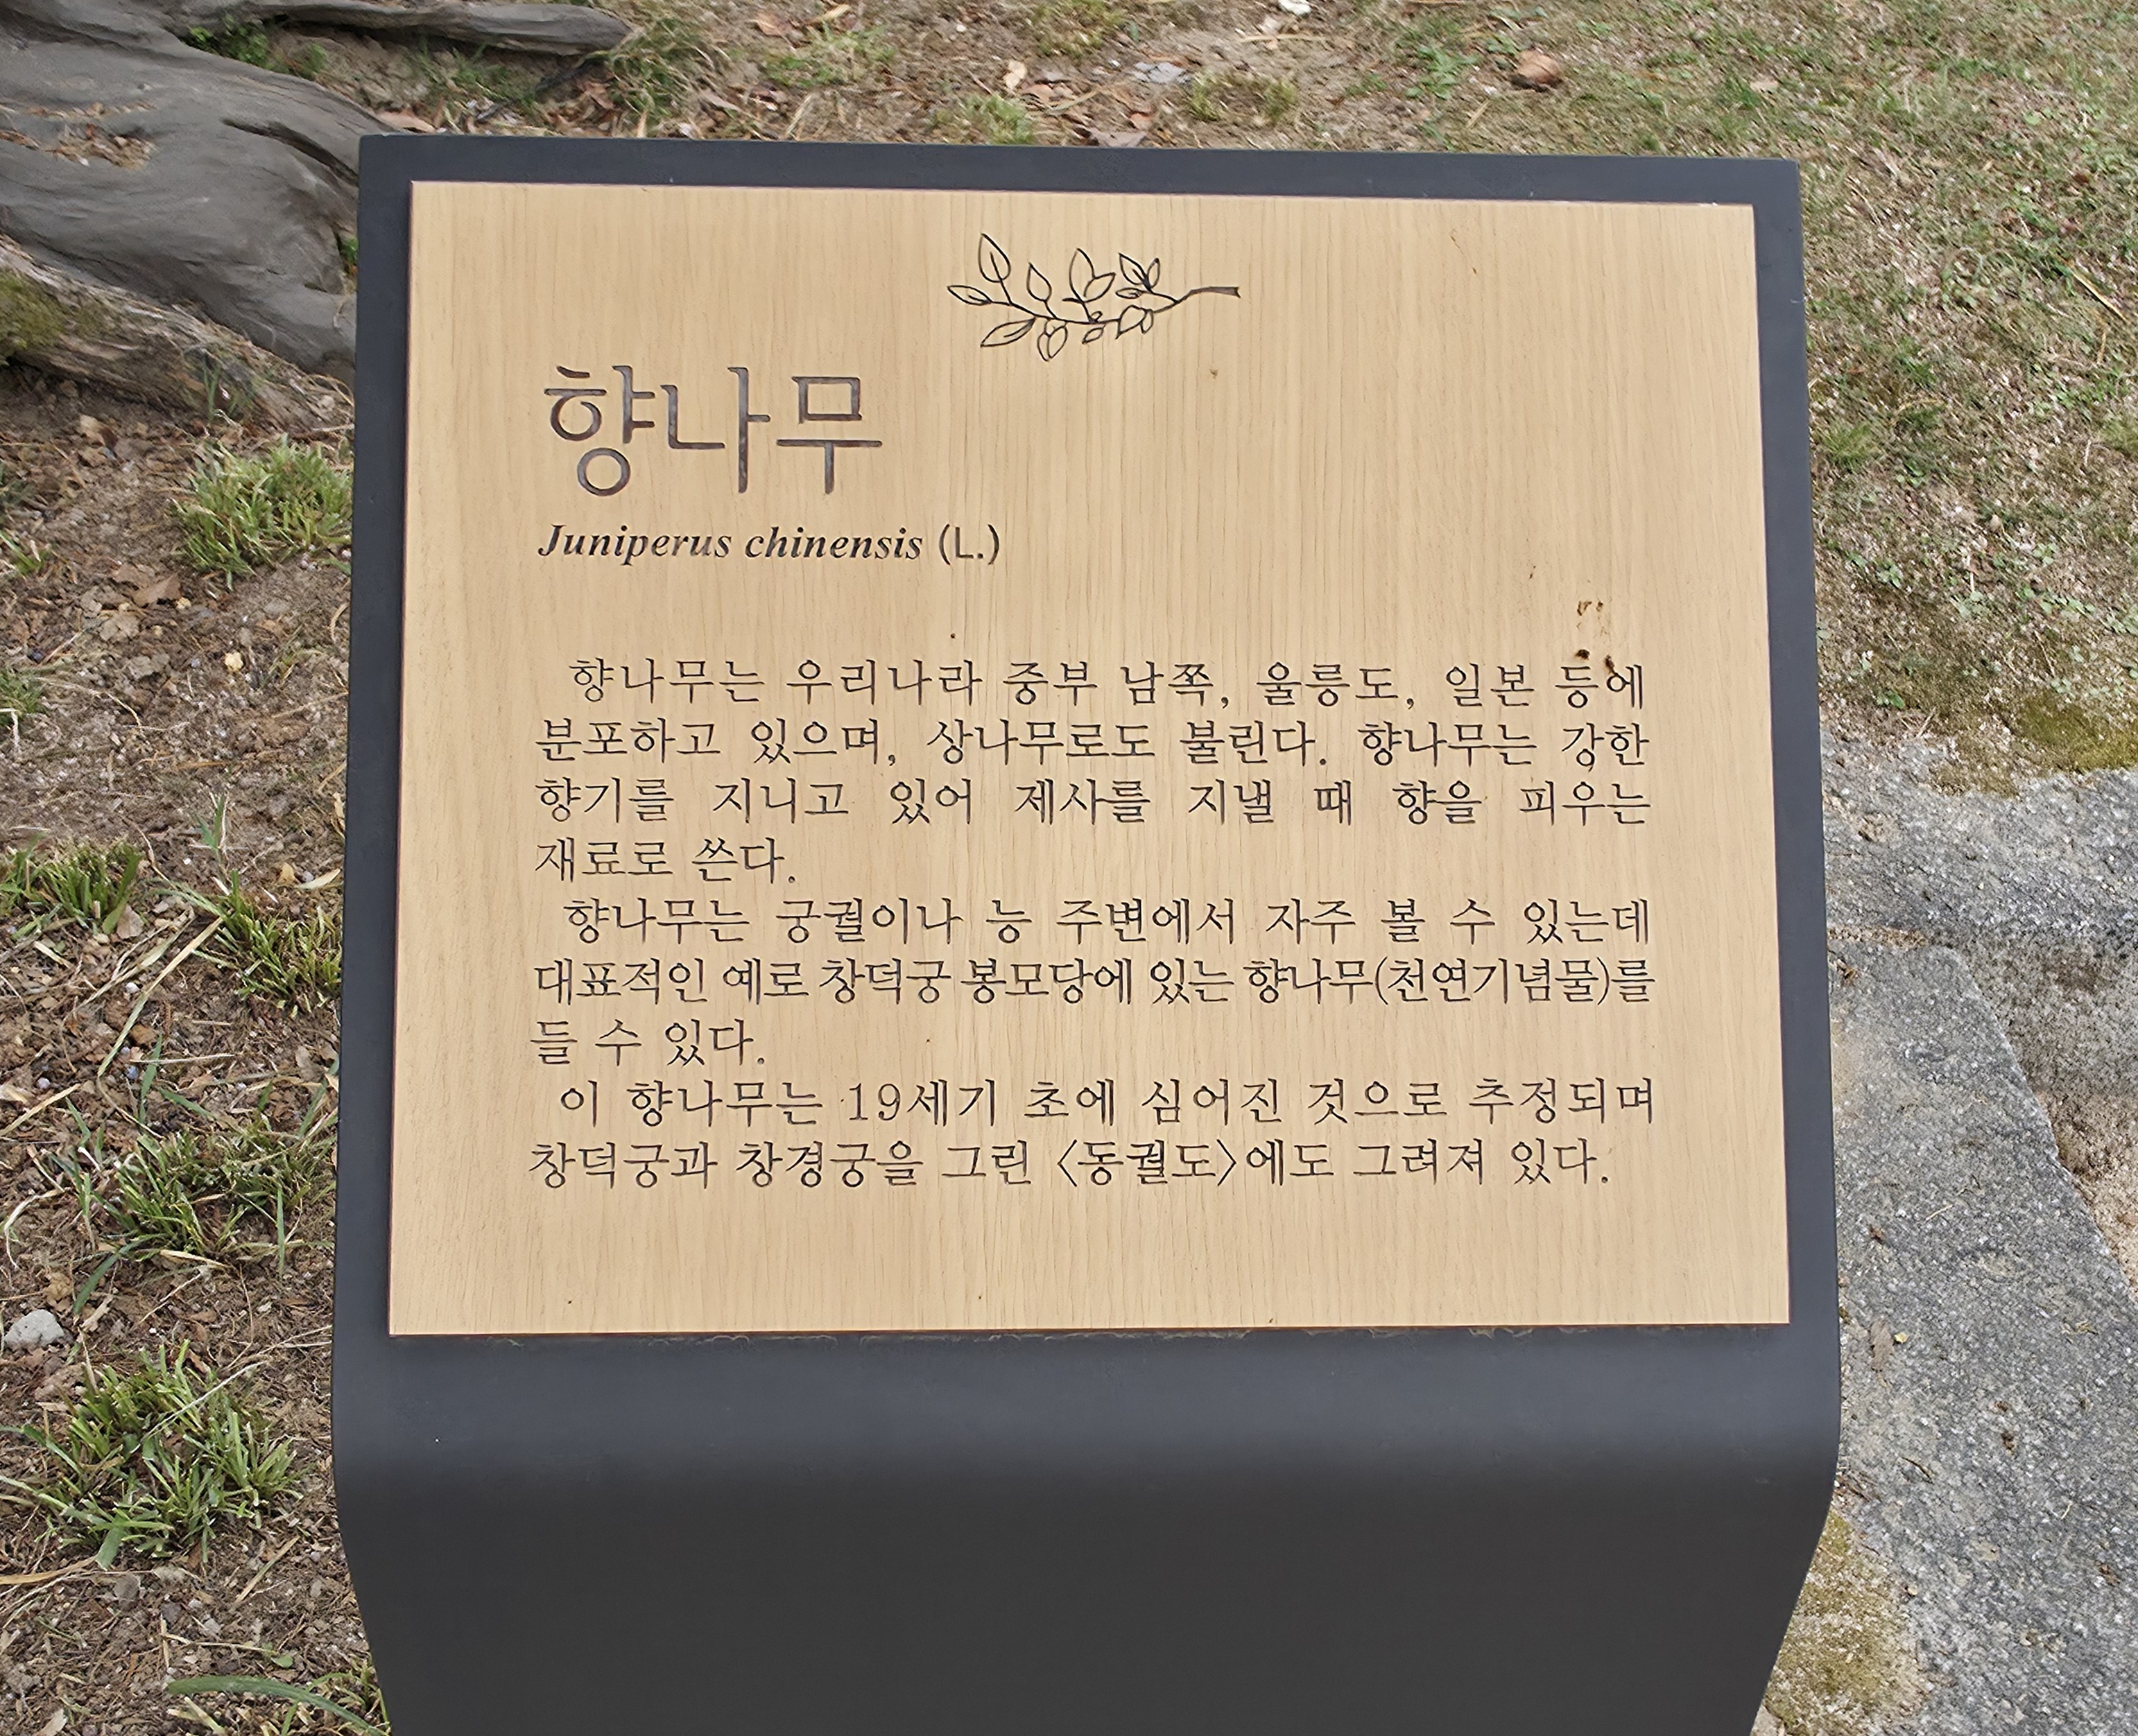 향나무
Juniperus chinensis (L.)
향나무는 우리나라 중부 남쪽, 울릉도, 일본 등에
분포하고 있으며, 상나무로도 불린다. 향나무는 강한
향기를 지니고 있어 제사를 지낼 때 향을 피우는
재료로 쓴다.
향나무는 궁궐이나 능 주변에서 자주 볼 수 있는데
대표적인 예로 창덕궁 봉모당에 있는 향나무(천연기념물)를
들 수 있다.
이 향나무는 19세기 초에 심어진 것으로 추정되며
창덕궁과 창경궁을 그린 〈동궐도〉에도 그려져 있다.